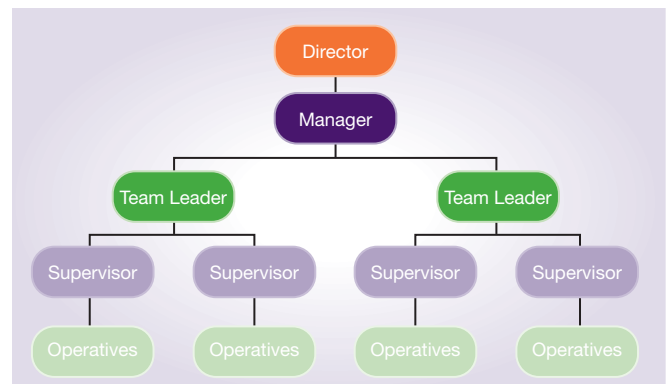 Director
Manager
Team Leader
Team Leader
Supervisor
Supervisor
Supervisor
Supervisor
Operatives
Operatives
Operatives
Operatives